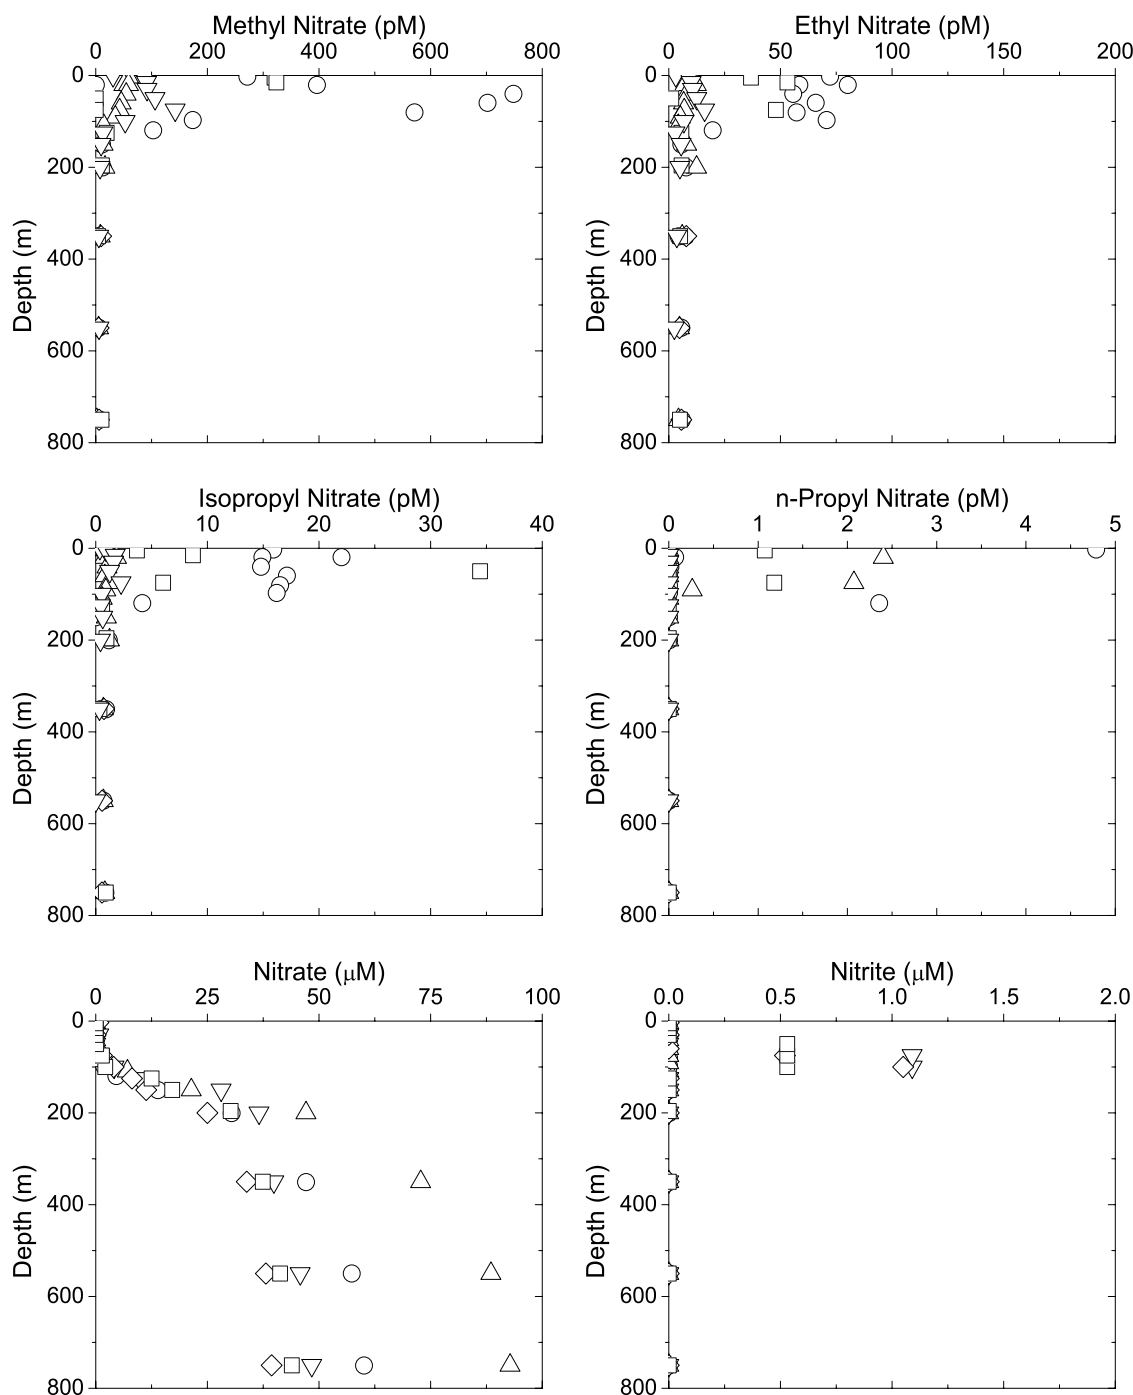 Methyl Nitrate (pM)
0 200 400 600 800
0
200
400
600
800
Depth (m)
Ethyl Nitrate (pM)
0 50 100 150 200
0
200
400
600
800
Depth (m)
Isopropyl Nitrate (pM)
0 10 20 30 40
0
200
400
600
800
Depth (m)
n-Propyl Nitrate (pM)
0 1 2 3 4 5
0
200
400
600
800
Depth (m)
Nitrate (μM)
0 25 50 75 100
0
200
400
600
800
Depth (m)
Nitrite (μM)
0.0 0.5 1.0 1.5 2.0
0
200
400
600
800
Depth (m)